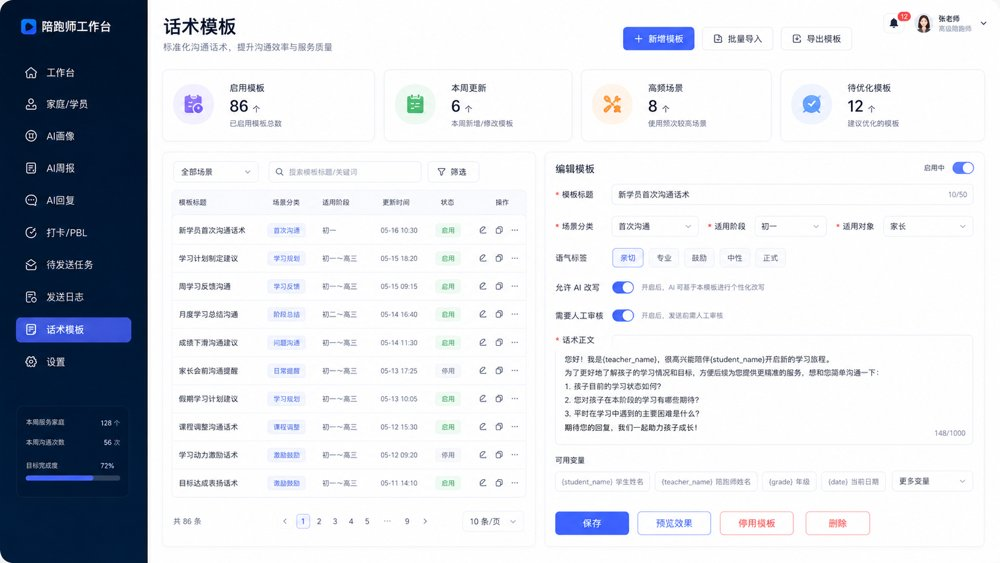 陪跑师工作台
工作台
家庭/学员
AI画像
AI周报
AI回复
打卡/PBL
待发送任务
发送日志
话术模板
设置
本周服务家庭 128 个
本周沟通次数 56 次
目标完成度 72%
话术模板
标准化沟通话术，提升沟通效率与服务质量
新增模板
批量导入
导出模板
12
张老师
高级陪跑师
启用模板
86 个
已启用模板总数
本周更新
6 个
本周新增/修改模板
高频场景
8 个
使用频次较高场景
待优化模板
12 个
建议优化的模板
全部场景 搜索模板标题/关键词 筛选
模板标题 场景分类 适用阶段 更新时间 状态 操作
新学员首次沟通话术 首次沟通 初一 05-16 10:30 启用
学习计划制定建议 学习规划 初一～高三 05-15 18:20 启用
周学习反馈沟通 学习反馈 初一～高三 05-15 09:15 启用
月度学习总结沟通 阶段总结 初二～高三 05-14 16:40 启用
成绩下滑沟通建议 问题沟通 初一～高三 05-14 11:30 启用
家长会前沟通提醒 日常提醒 初一～高三 05-13 17:25 停用
假期学习计划建议 学习规划 初一～高三 05-13 10:05 启用
课程调整沟通话术 课程调整 初一～高三 05-12 15:30 启用
学习动力激励话术 激励鼓励 初一～高三 05-12 09:20 停用
目标达成表扬话术 激励鼓励 初一～高三 05-11 14:10 启用
共 86 条
1 2 3 4 5 ··· 9
10 条/页
编辑模板
启用中
* 模板标题 新学员首次沟通话术 10/50
* 场景分类 首次沟通 * 适用阶段 初一 * 适用对象 家长
语气标签 亲切 专业 鼓励 中性 正式
允许 AI 改写 开启后，AI 可基于本模板进行个性化改写
需要人工审核 开启后，发送前需人工审核
* 话术正文
您好！我是{teacher_name}，很高兴能陪伴{student_name}开启新的学习旅程。
为了更好地了解孩子的学习情况和目标，方便后续为您提供更精准的服务，想和您简单沟通一下：
1. 孩子目前的学习状态如何？
2. 您对孩子在本阶段的学习有哪些期待？
3. 平时在学习中遇到的主要困难是什么？
期待您的回复，我们一起助力孩子成长！
148/1000
可用变量
{student_name} 学生姓名 {teacher_name} 陪跑师姓名 {grade} 年级 {date} 当前日期 更多变量
保存 预览效果 停用模板 删除